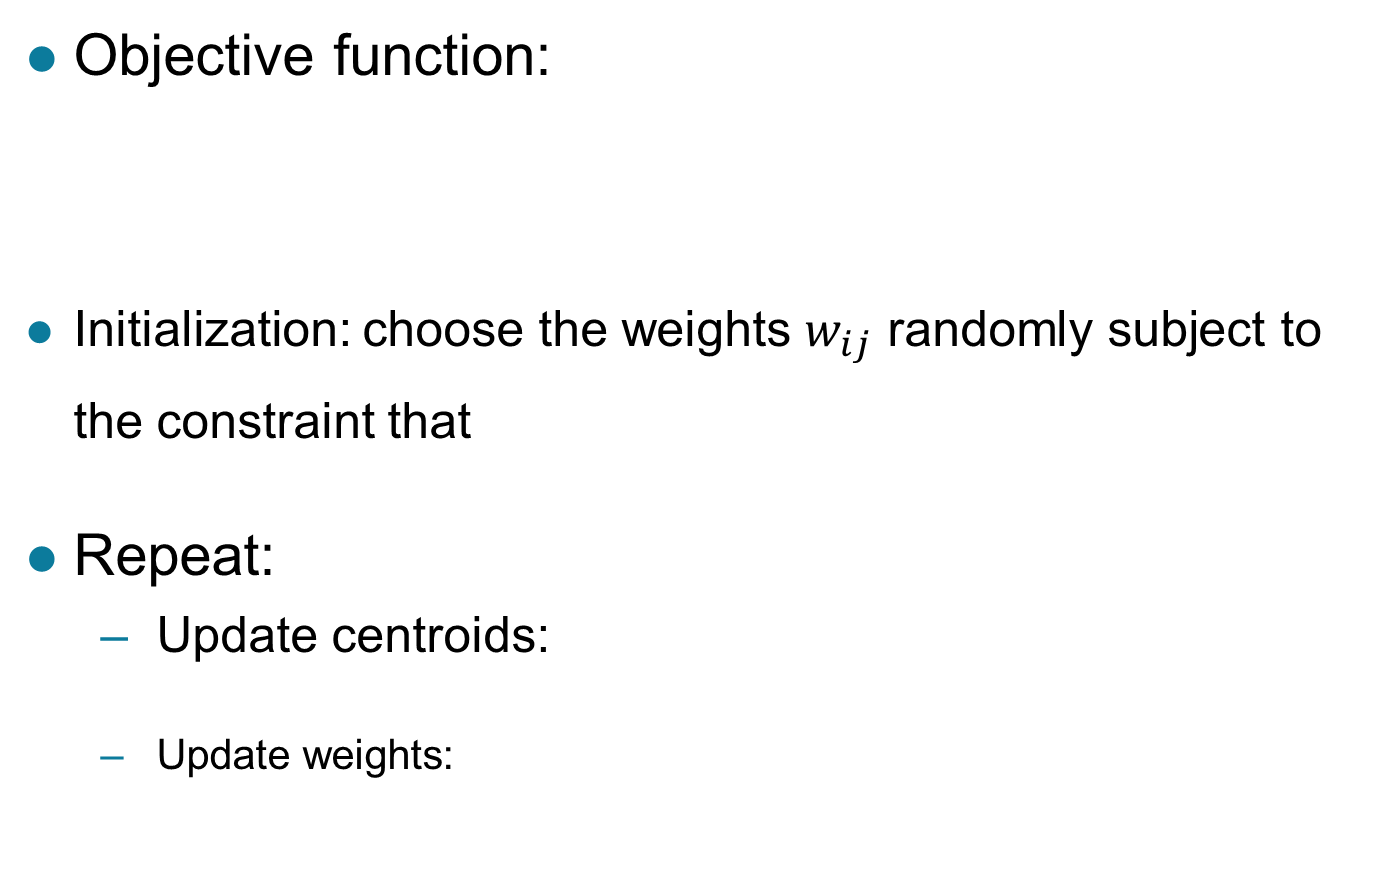 ● Objective function:
● Initialization: choose the weights $w_{ij}$ randomly subject to
the constraint that
● Repeat:
– Update centroids:
– Update weights: